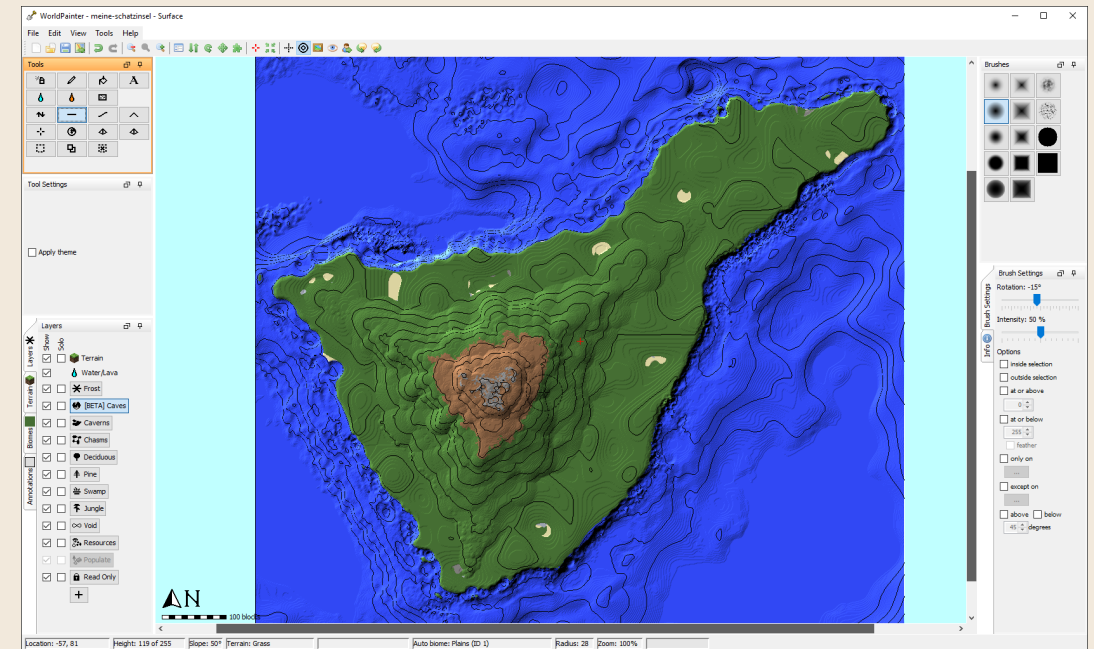 WorldPainter - meine-schatzinsel - Surface
File Edit View Tools Help
Tools
A
Tool Settings
Apply theme
Layers
Show
Solo
Terrain
Water/Lava
Frost
[BETA] Caves
Caverns
Chasms
Deciduous
Pine
Swamp
Jungle
Void
Resources
Populate
Read Only
+
Layers
Terrain
Biomes
Annotations
N
100 blocks
Brushes
Brush Settings
Info
Brush Settings
Rotation: -15°
Intensity: 50 %
Options
inside selection
outside selection
at or above
0
at or below
255
feather
only on
...
except on
...
above below
45 degrees
Location: -57, 81 Height: 119 of 255 Slope: 50° Terrain: Grass Auto biome: Plains (ID 1) Radius: 28 Zoom: 100%